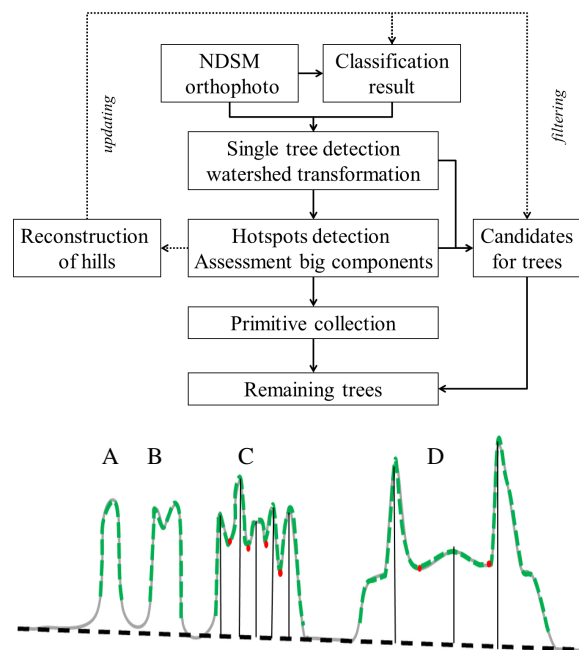 NDSM
orthophoto
Classification
result
updating
filtering
Single tree detection
watershed transformation
Reconstruction
of hills
Hotspots detection
Assessment big components
Candidates
for trees
Primitive collection
Remaining trees
A
B
C
D